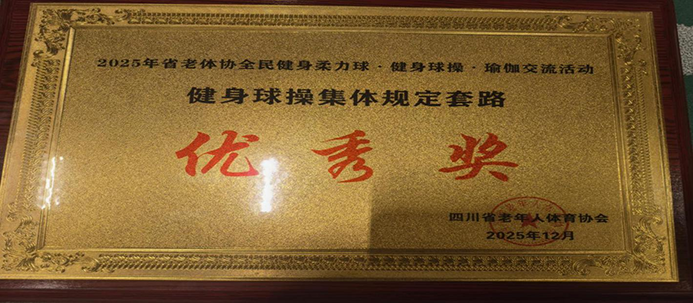 2025年省老体协全民健身柔力球·健身球操·瑜伽交流活动
健身球操集体规定套路
优秀奖
四川省老年人体育协会
2025年12月